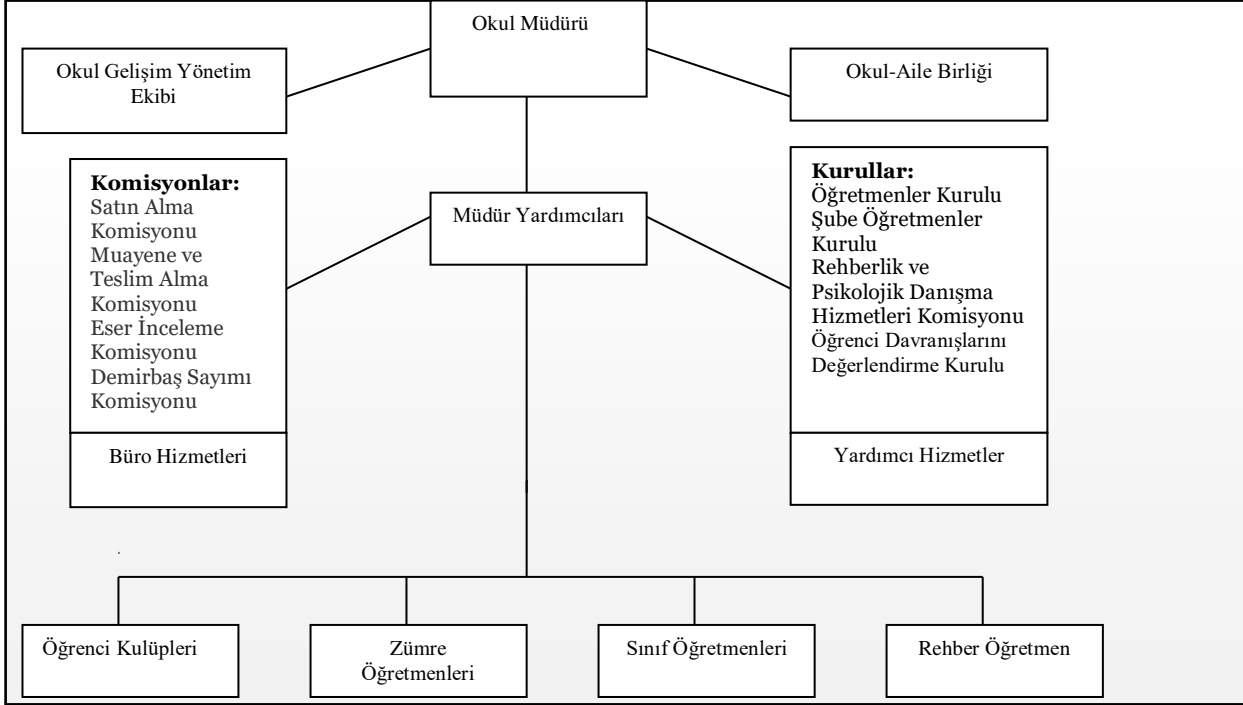 Okul Müdürü
Okul Gelişim Yönetim
Ekibi
Okul-Aile Birliği
Komisyonlar:
Satın Alma
Komisyonu
Muayene ve
Teslim Alma
Komisyonu
Eser İnceleme
Komisyonu
Demirbaş Sayımı
Komisyonu
Müdür Yardımcıları
Kurullar:
Öğretmenler Kurulu
Şube Öğretmenler
Kurulu
Rehberlik ve
Psikolojik Danışma
Hizmetleri Komisyonu
Öğrenci Davranışlarını
Değerlendirme Kurulu
Büro Hizmetleri
Yardımcı Hizmetler
Öğrenci Kulüpleri
Zümre
Öğretmenleri
Sınıf Öğretmenleri
Rehber Öğretmen